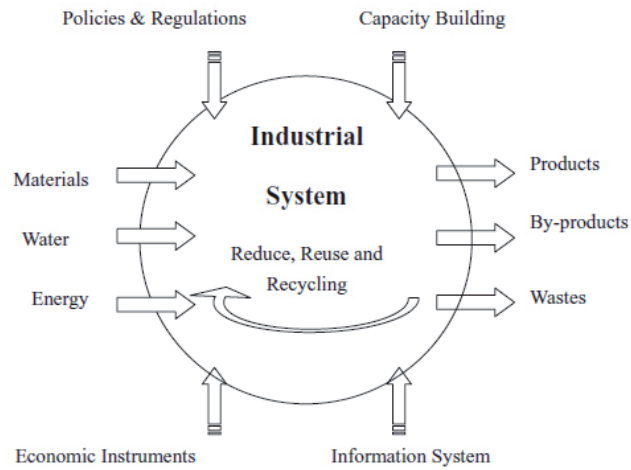 Policies & Regulations
Capacity Building
Industrial
System
Materials
Water
Energy
Reduce, Reuse and
Recycling
Products
By-products
Wastes
Economic Instruments
Information System